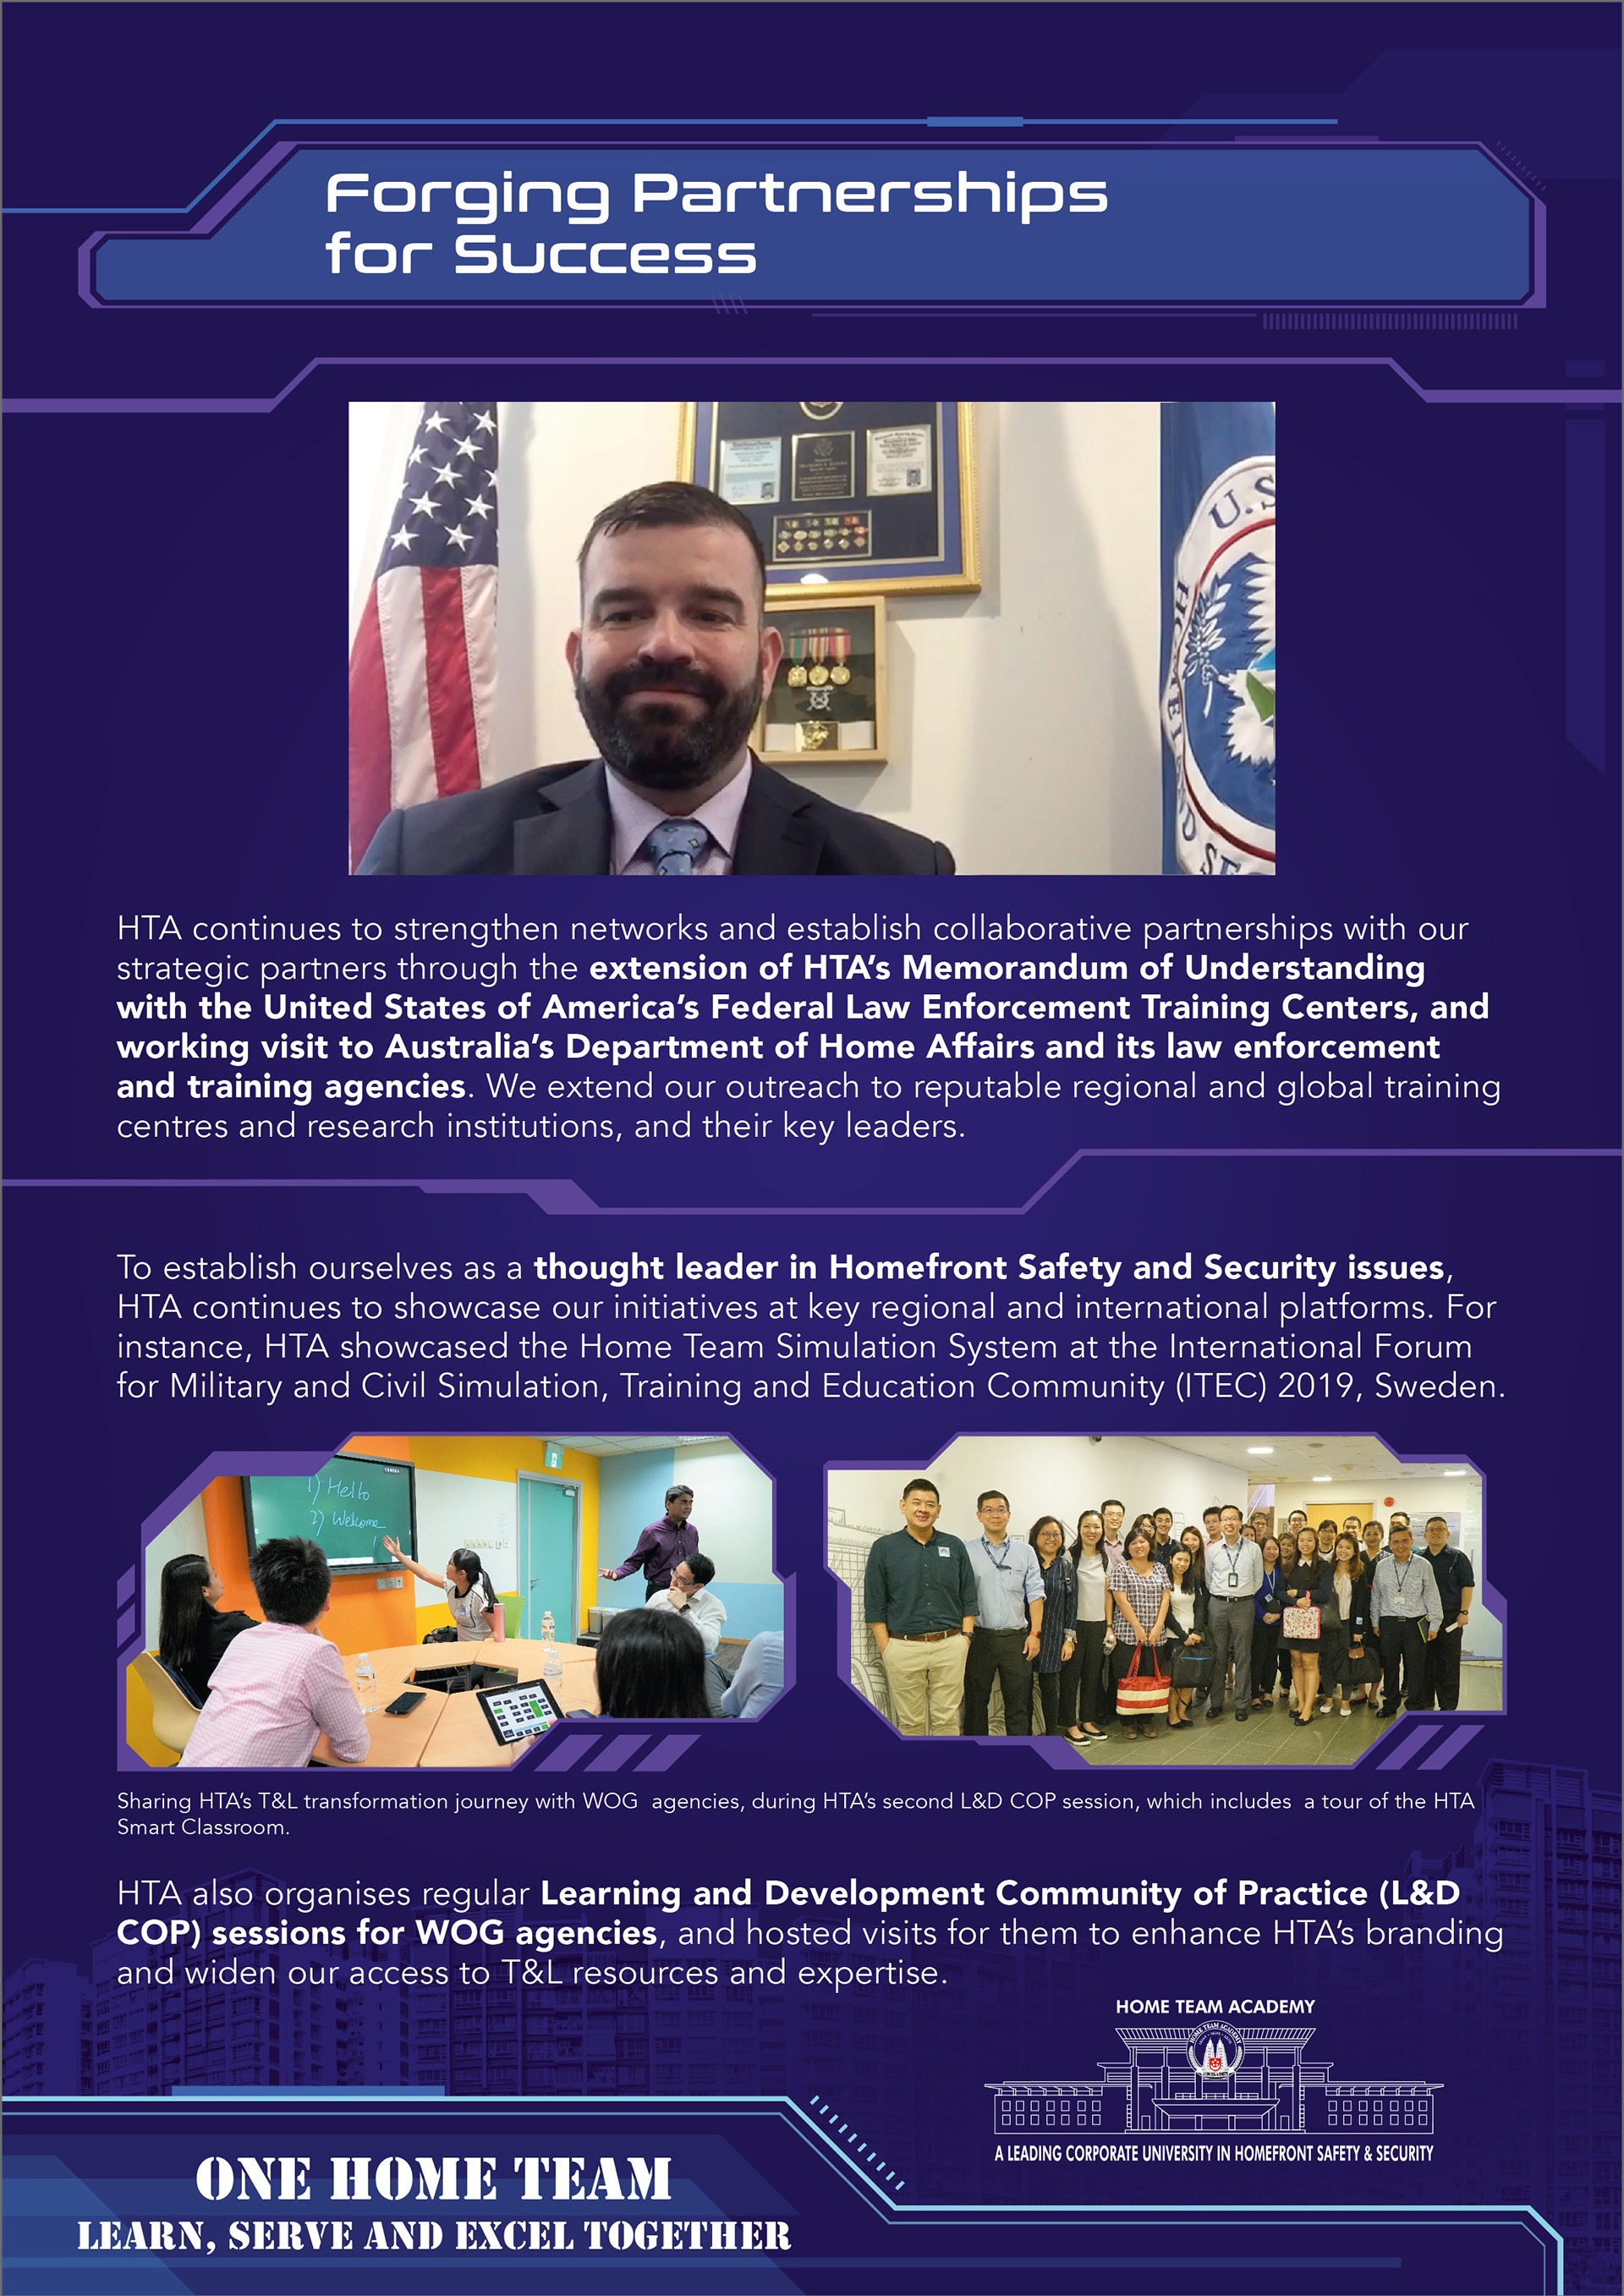 Forging Partnerships
for Success
U.S
HTA continues to strengthen networks and establish collaborative partnerships with our
strategic partners through the extension of HTA's Memorandum of Understanding
with the United States of America's Federal Law Enforcement Training Centers, and
working visit to Australia's Department of Home Affairs and its law enforcement
and training agencies. We extend our outreach to reputable regional and global training
centres and research institutions, and their key leaders.
To establish ourselves as a thought leader in Homefront Safety and Security issues,
HTA continues to showcase our initiatives at key regional and international platforms. For
instance, HTA showcased the Home Team Simulation System at the International Forum
for Military and Civil Simulation, Training and Education Community (ITEC) 2019, Sweden.
1) Hello
2) Welcome
Sharing HTA's T&L transformation journey with WOG agencies, during HTA's second L&D COP session, which includes a tour of the HTA
Smart Classroom.
HTA also organises regular Learning and Development Community of Practice (L&D
COP) sessions for WOG agencies, and hosted visits for them to enhance HTA's branding
and widen our access to T&L resources and expertise.
HOME TEAM ACADEMY
HOME TEAM ACADEMY
A LEADING CORPORATE UNIVERSITY IN HOMEFRONT SAFETY & SECURITY
ONE HOME TEAM
LEARN, SERVE AND EXCEL TOGETHER